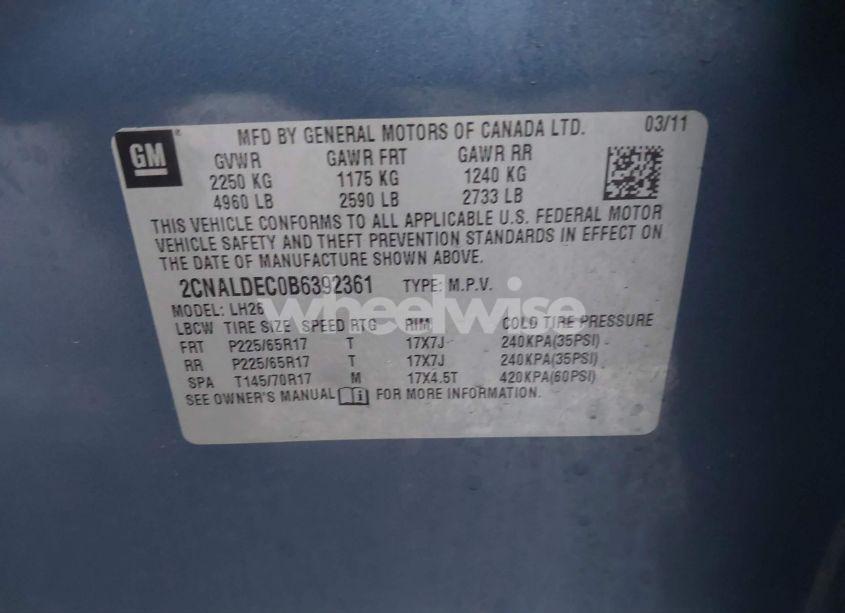 GM
MFD BY GENERAL MOTORS OF CANADA LTD. 03/11
GVWR GAWR FRT GAWR RR
2250 KG 1175 KG 1240 KG
4960 LB 2590 LB 2733 LB
THIS VEHICLE CONFORMS TO ALL APPLICABLE U.S. FEDERAL MOTOR
VEHICLE SAFETY AND THEFT PREVENTION STANDARDS IN EFFECT ON
THE DATE OF MANUFACTURE SHOWN ABOVE.
2CNALDEC0B6392361 TYPE: M.P.V.
MODEL: LH26
wheelwise
LBCW TIRE SIZE SPEED RTG RIM COLD TIRE PRESSURE
FRT P225/65R17 T 17X7J 240KPA(35PSI)
RR P225/65R17 T 17X7J 240KPA(35PSI)
SPA T145/70R17 M 17X4.5T 420KPA(60PSI)
SEE OWNER'S MANUAL FOR MORE INFORMATION.